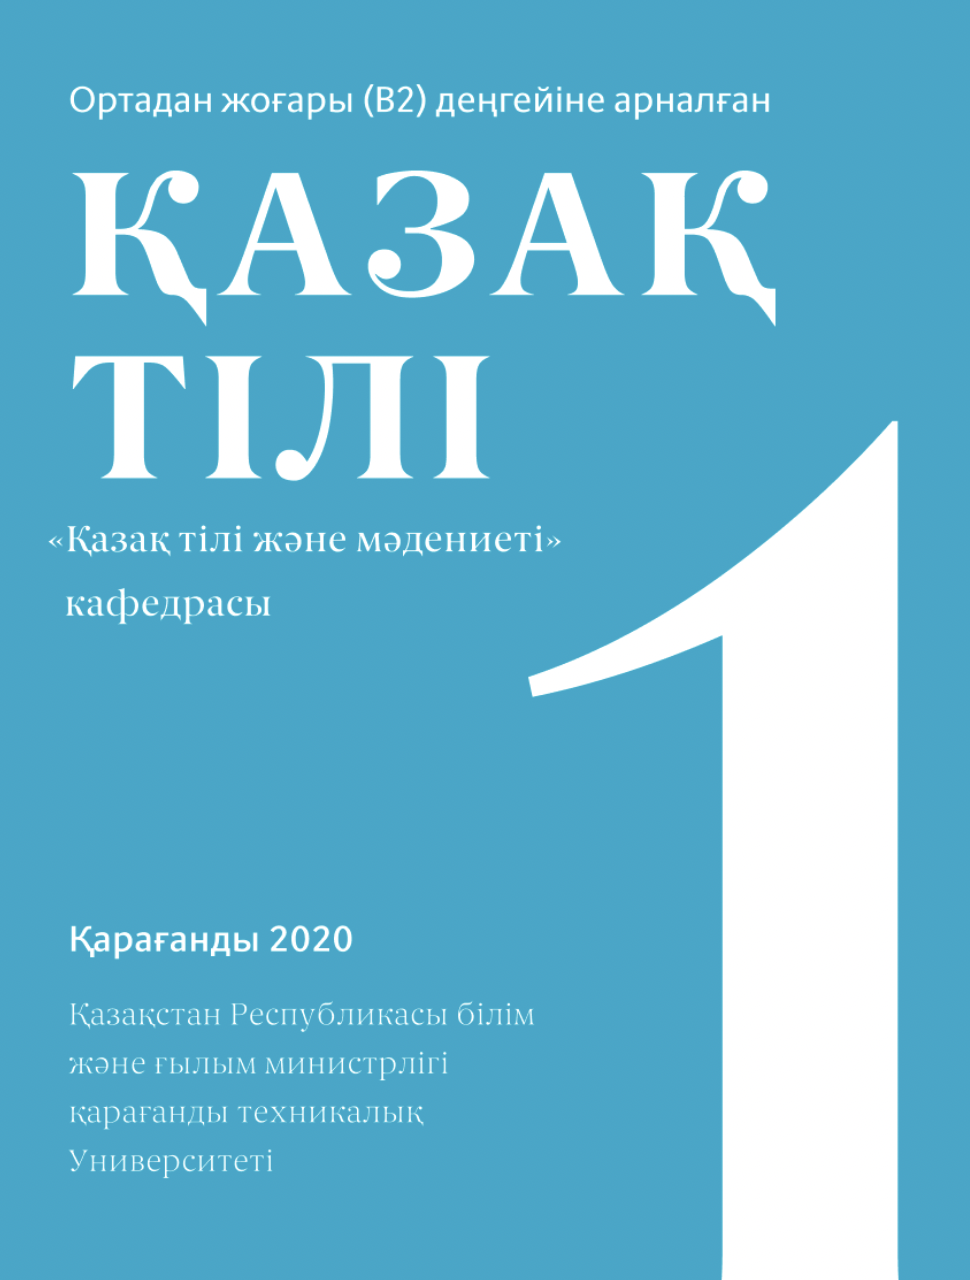 Ортадан жоғары (В2) деңгейіне арналған
ҚАЗАҚ
ТІЛІ
«Қазақ тілі және мәдениеті»
кафедрасы
1
Қарағанды 2020
Қазақстан Республикасы білім
және ғылым министрлігі
қарағанды техникалық
Университеті